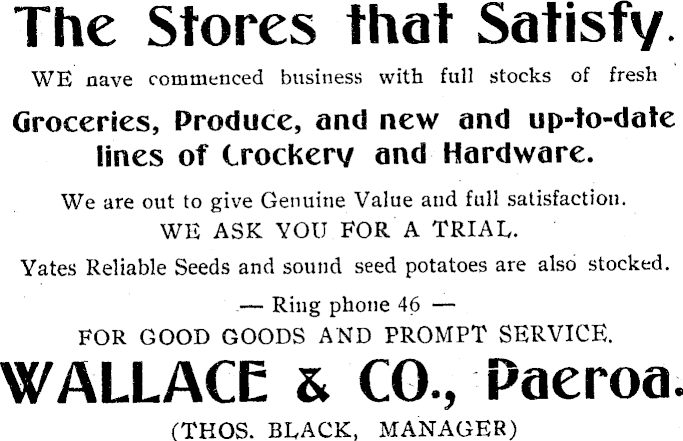 The Stores that Satisfy.
WE have commenced business with full stocks of fresh
Groceries, Produce, and new and up-to-date
lines of Crockery and Hardware.
We are out to give Genuine Value and full satisfaction.
WE ASK YOU FOR A TRIAL.
Yates Reliable Seeds and sound seed potatoes are also stocked.
— Ring phone 46 —
FOR GOOD GOODS AND PROMPT SERVICE.
WALLACE & CO., Paeroa.
(THOS. BLACK, MANAGER)